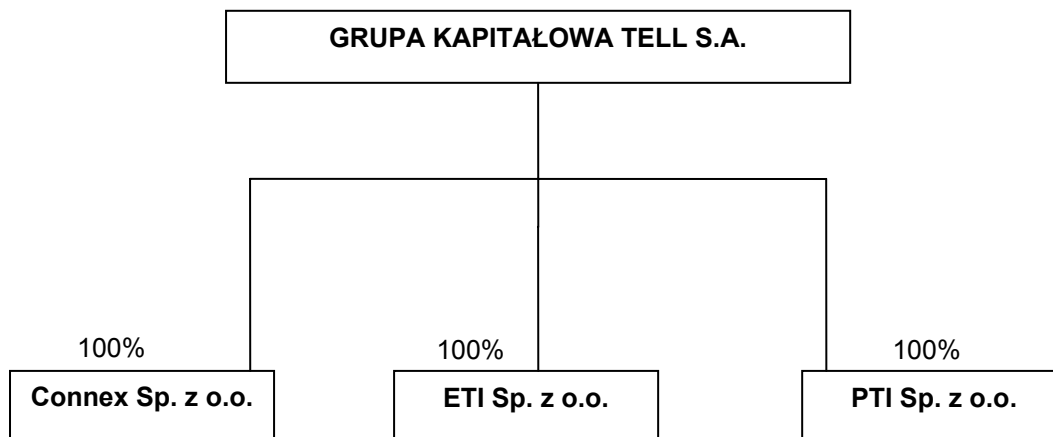 GRUPA KAPITAŁOWA TELL S.A.
100%
100%
100%
Connex Sp. z o.o.
ETI Sp. z o.o.
PTI Sp. z o.o.